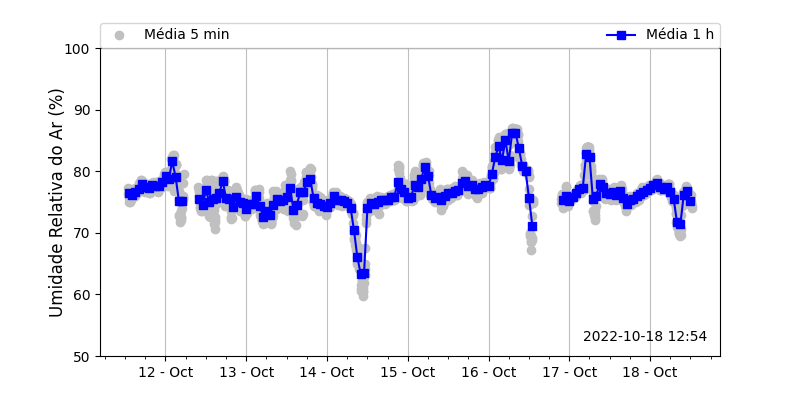 Média 5 min
Média 1 h
100
90
80
70
60
50
Umidade Relativa do Ar (%)
2022-10-18 12:54
12 - Oct
13 - Oct
14 - Oct
15 - Oct
16 - Oct
17 - Oct
18 - Oct